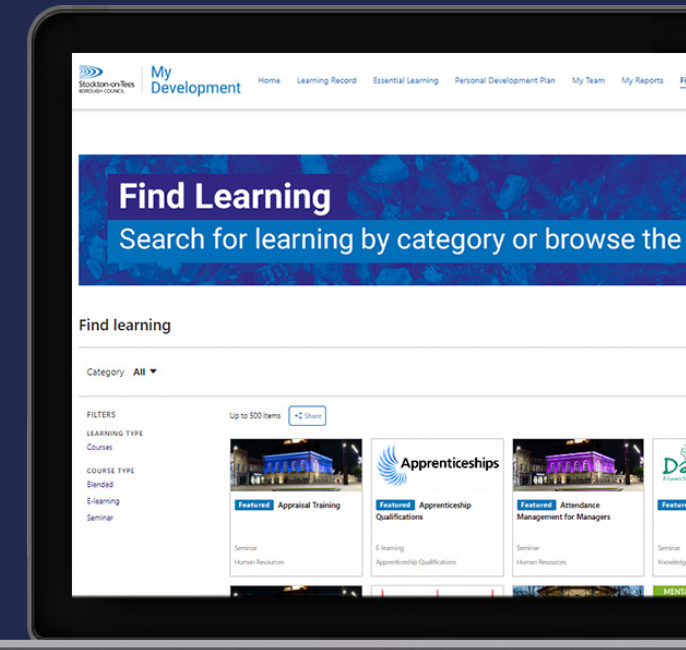 Stockton-on-Tees
BOROUGH COUNCIL
My
Development
Home Learning Record Essential Learning Personal Development Plan My Team My Reports
Find Learning
Search for learning by category or browse the
Find learning
Category All
FILTERS
LEARNING TYPE
Courses
COURSE TYPE
Blended
E-learning
Seminar
Up to 500 items Share
Featured Appraisal Training
Seminar
Human Resources
Apprenticeships
Featured Apprenticeship
Qualifications
E-learning
Apprenticeship Qualifications
Featured Attendance
Management for Managers
Seminar
Human Resources
Seminar